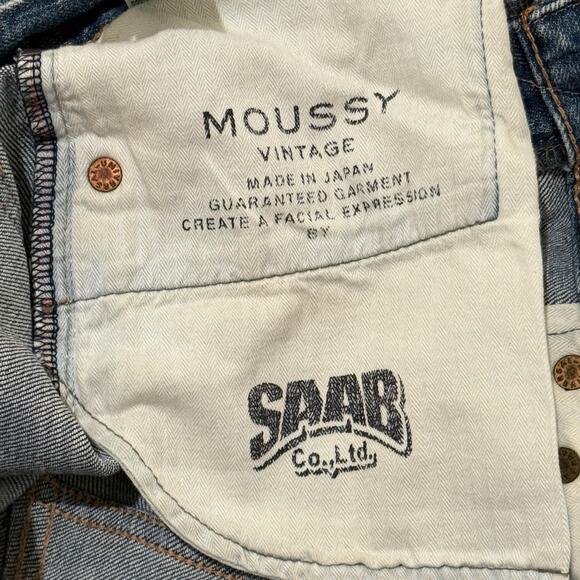 MOUSSY
VINTAGE
MADE IN JAPAN
GUARANTEED GARMENT
CREATE A FACIAL EXPRESSION
BY
SAAB
Co.,Ltd,